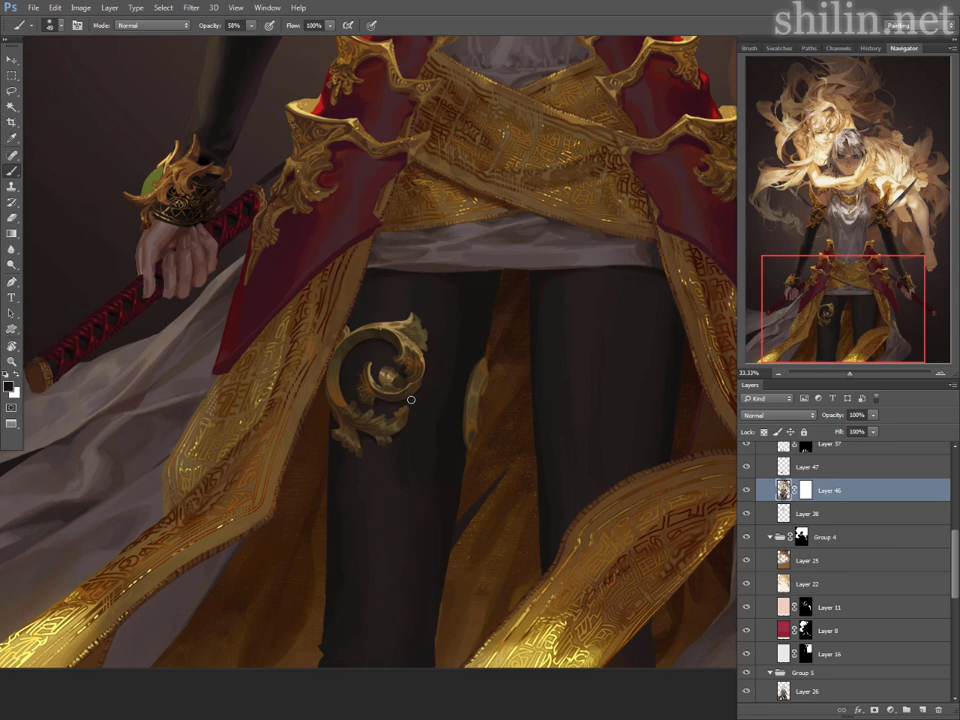 Ps File Edit Image Layer Type Select Filter 3D View Window Help
shilin.net
49 Mode: Normal Opacity: 58% Flow: 100% Painting
Brush Swatches Paths Channels History Navigator
33.33%
Layers
Kind
Normal Opacity: 100%
Lock: Fill: 100%
Layer 37
Layer 47
Layer 46
Layer 38
Group 4
Layer 25
Layer 22
Layer 11
Layer 8
Layer 16
Group 5
Layer 26
fx